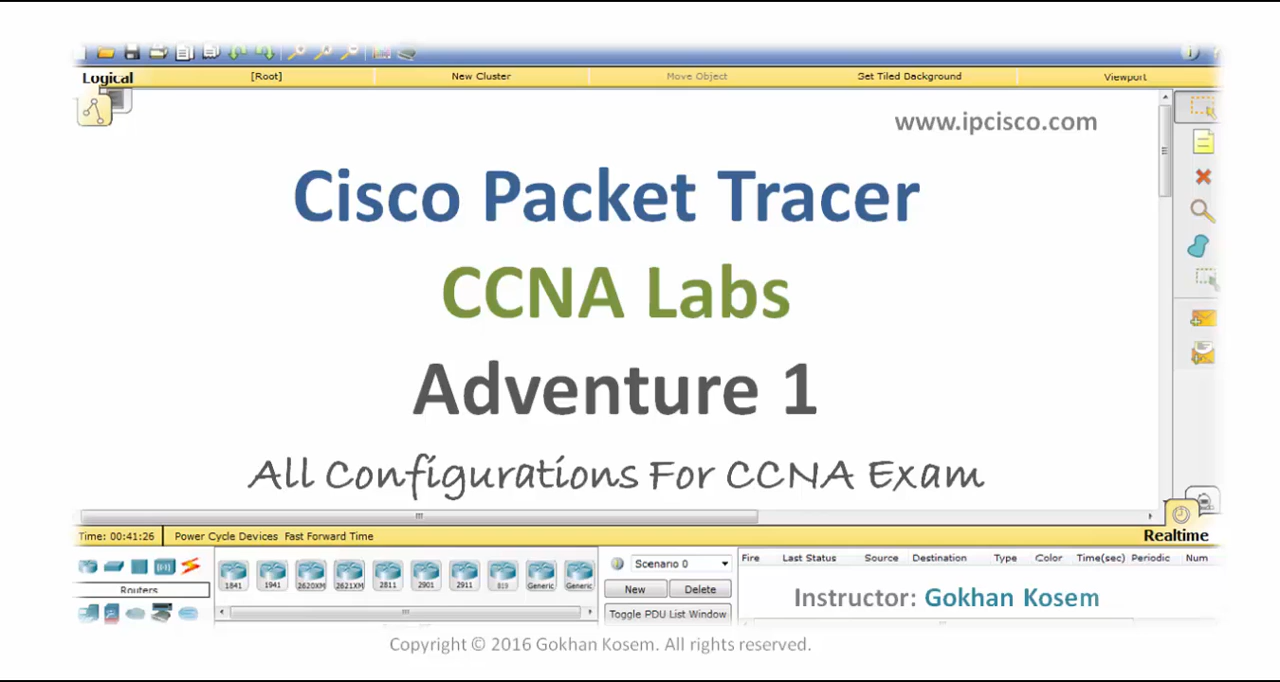 Logical [Root] New Cluster Move Object Set Tiled Background Viewport
www.ipcisco.com
Cisco Packet Tracer
CCNA Labs
Adventure 1
All Configurations For CCNA Exam
Time: 00:41:26 Power Cycle Devices Fast Forward Time
Realtime
Routers
1841 1941 2620XM 2621XM 2811 2901 2911 819 Generic Generic
Scenario 0
New Delete
Toggle PDU List Window
Fire Last Status Source Destination Type Color Time(sec) Periodic Num
Instructor: Gokhan Kosem
Copyright © 2016 Gokhan Kosem. All rights reserved.